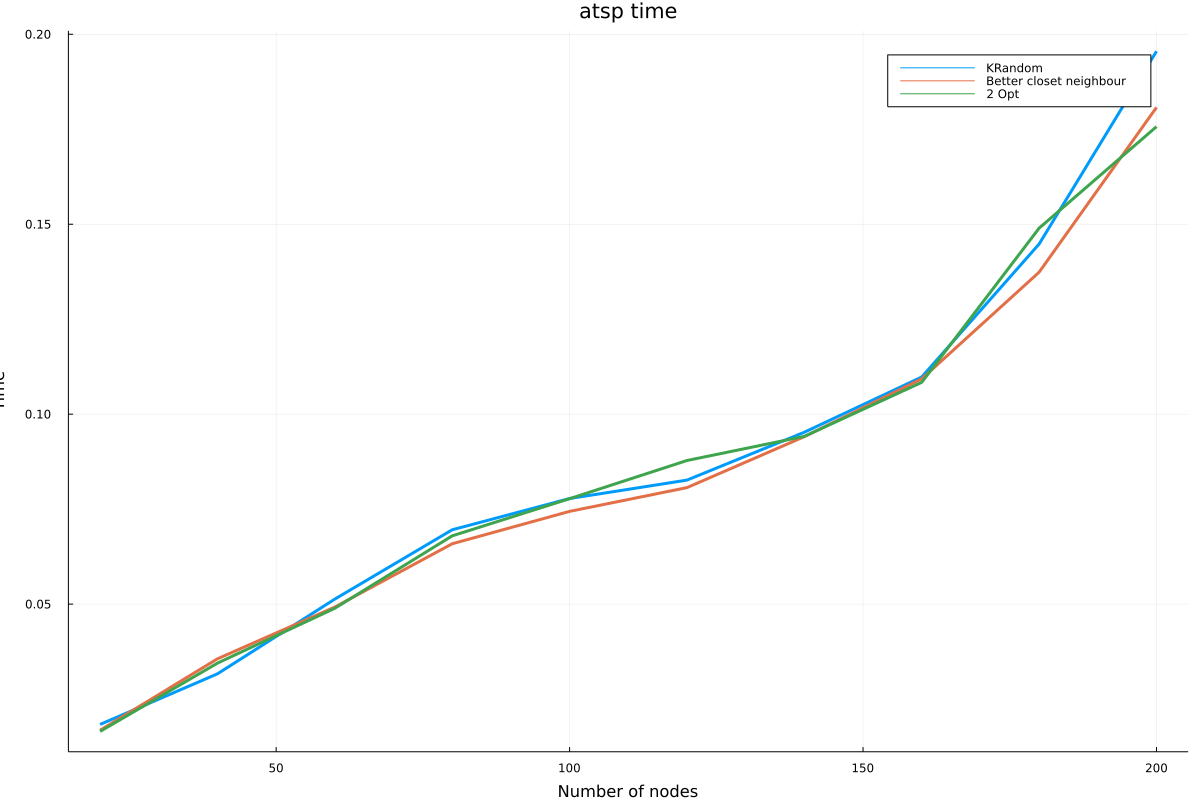 atsp time
0.20
KRandom
Better closet neighbour
2 Opt
0.15
0.10
0.05
50 100 150 200
Number of nodes